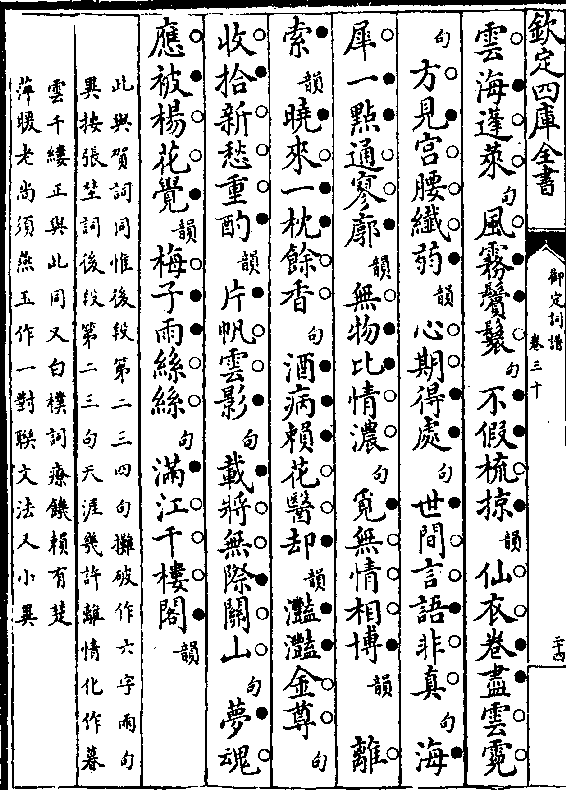 欽定四庫全書
御定詞譜
卷三十
二十四
雲海蓬萊句風霧鬢鬟句不假梳掠韻仙衣卷盡雲霓
句方見宮腰纖弱韻心期得處句世間言語非真句海
犀一點通寥廓韻無物比情濃句覓無情相博韻離
索韻曉來一枕餘香句酒病賴花醫却韻灩灩金尊句
收拾新愁重酌韻片帆雲影句載將無際關山句夢魂
應被楊花覺韻梅子雨絲絲句滿江千樓閣韻
此與賀詞同惟後段第二三四句攤破作六字兩句
異按張埜詞後段第二三句天涯幾許離情化作暮
雲千縷正與此同又白樸詞療饑賴有楚
萍暖老尚須燕玉作一對聯文法又小異